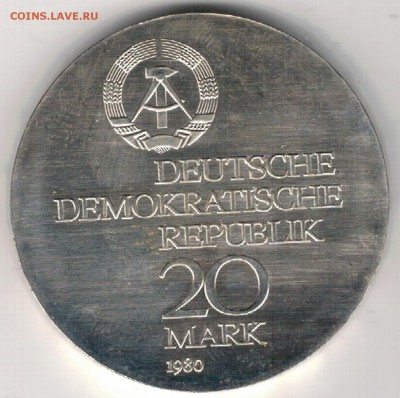 COINS.LAVE.RU
DEUTSCHE
DEMOKRATISCHE
REPUBLIK
20
MARK
1980